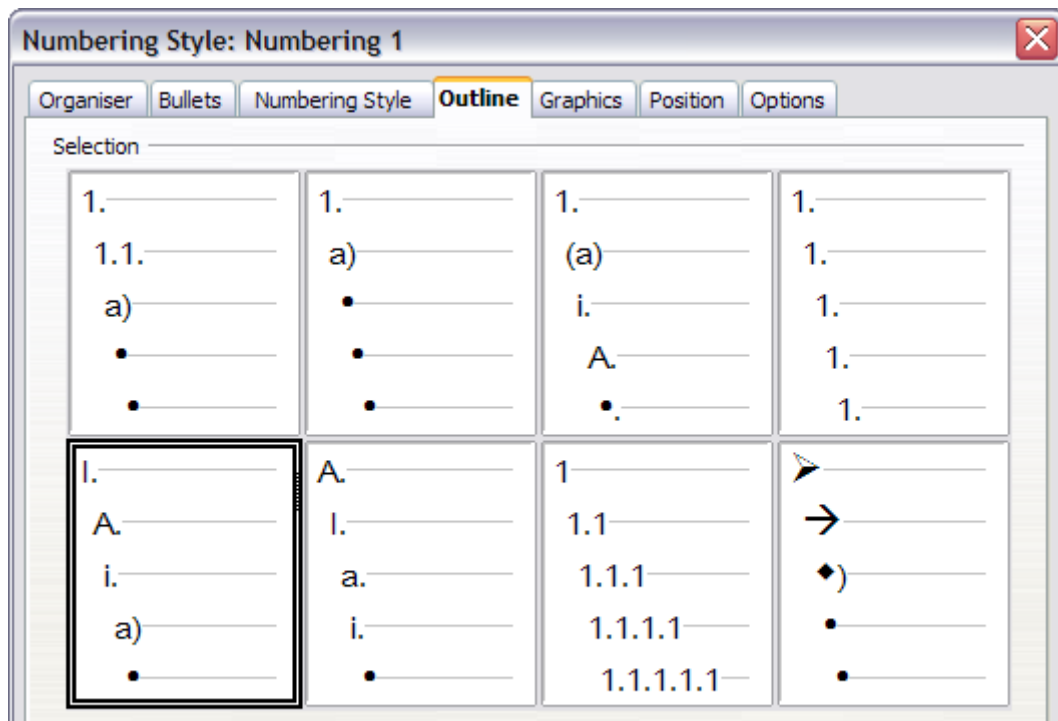 Numbering Style: Numbering 1
Organiser Bullets Numbering Style Outline Graphics Position Options
Selection
1.
1.1.
a)
•
•
1.
a)
•
•
•
1.
(a)
i.
A.
•.
1.
1.
1.
1.
1.
I.
A.
i.
a)
•
A.
I.
a.
i.
•
1
1.1
1.1.1
1.1.1.1
1.1.1.1.1
➢
→
◆)
•
•